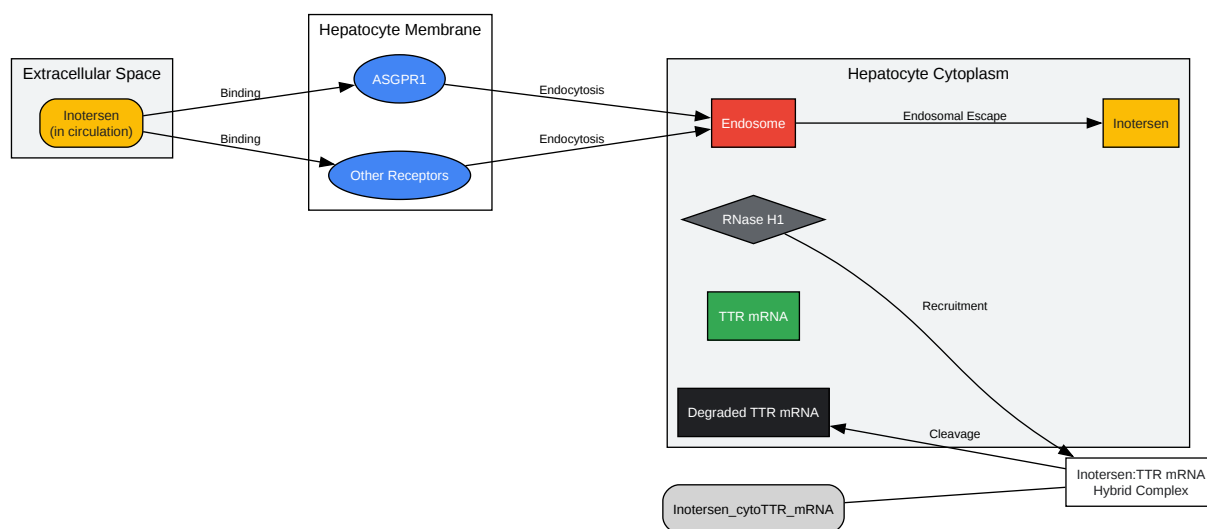 Hepatocyte Membrane
Extracellular Space
Hepatocyte Cytoplasm
Inotersen
(in circulation)
Binding
Binding
ASGPR1
Other Receptors
Endocytosis
Endocytosis
Endosome
Endosomal Escape
Inotersen
RNase H1
Recruitment
TTR mRNA
Degraded TTR mRNA
Cleavage
Inotersen:TTR mRNA
Hybrid Complex
Inotersen_cytoTTR_mRNA